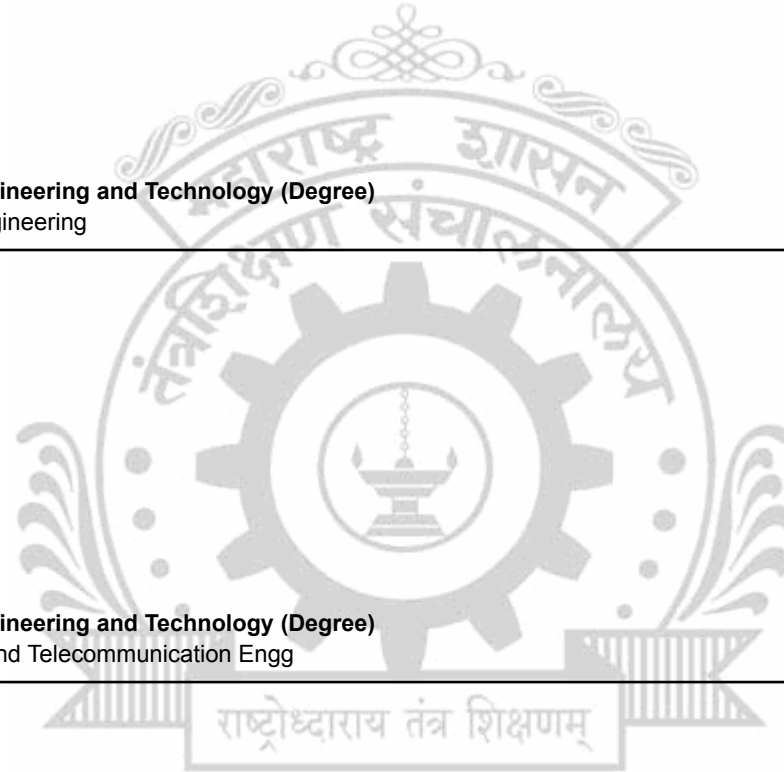 महाराष्ट्र शासन
ineering and Technology (Degree)
gineering
तंत्रशिक्षण संचालनालय
ineering and Technology (Degree)
nd Telecommunication Engg
राष्ट्रोध्दाराय तंत्र शिक्षणम्